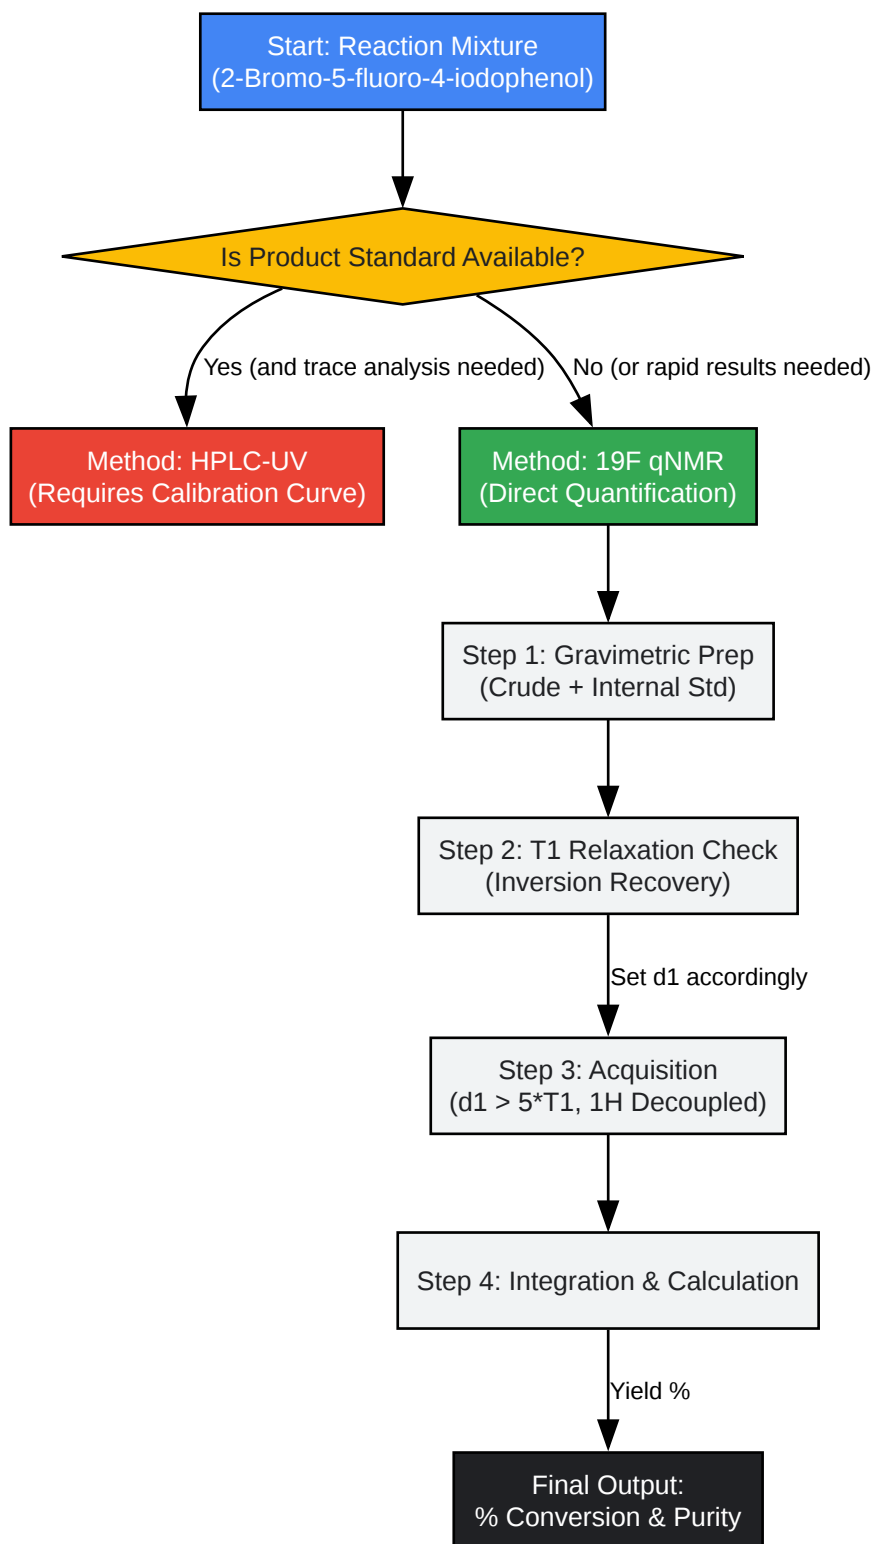 Start: Reaction Mixture
(2-Bromo-5-fluoro-4-iodophenol)
Is Product Standard Available?
Yes (and trace analysis needed)
No (or rapid results needed)
Method: HPLC-UV
(Requires Calibration Curve)
Method: 19F qNMR
(Direct Quantification)
Step 1: Gravimetric Prep
(Crude + Internal Std)
Step 2: T1 Relaxation Check
(Inversion Recovery)
Set d1 accordingly
Step 3: Acquisition
(d1 > 5*T1, 1H Decoupled)
Step 4: Integration & Calculation
Yield %
Final Output:
% Conversion & Purity